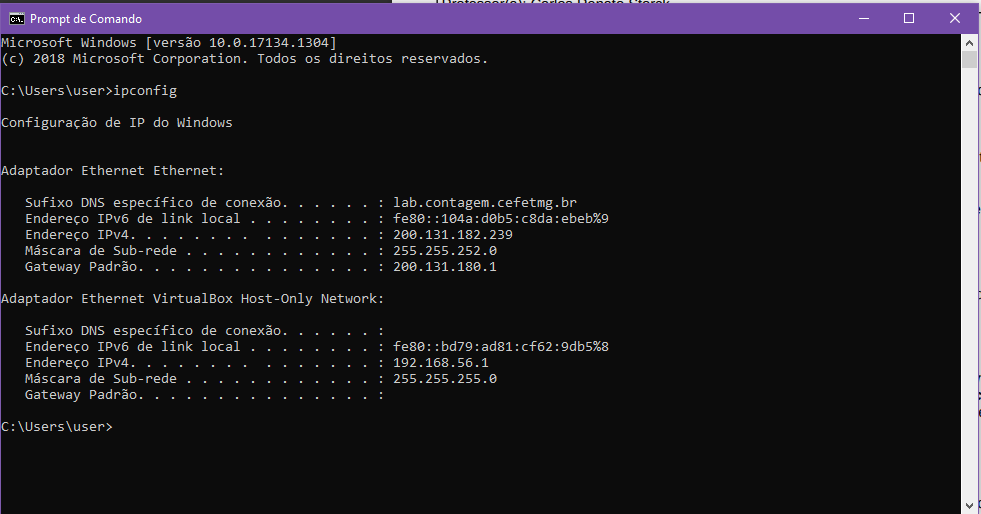 Prompt de Comando
Microsoft Windows [versão 10.0.17134.1304]
(c) 2018 Microsoft Corporation. Todos os direitos reservados.
C:\Users\user>ipconfig
Configuração de IP do Windows
Adaptador Ethernet Ethernet:
Sufixo DNS específico de conexão. . . . . . : lab.contagem.cefetmg.br
Endereço IPv6 de link local . . . . . . . . : fe80::104a:d0b5:c8da:ebeb%9
Endereço IPv4. . . . . . . .  . . . . . . . : 200.131.182.239
Máscara de Sub-rede . . . . . . . . . . . . : 255.255.252.0
Gateway Padrão. . . . . . . . . . . . . . . : 200.131.180.1
Adaptador Ethernet VirtualBox Host-Only Network:
Sufixo DNS específico de conexão. . . . . . :
Endereço IPv6 de link local . . . . . . . . : fe80::bd79:ad81:cf62:9db5%8
Endereço IPv4. . . . . . . .  . . . . . . . : 192.168.56.1
Máscara de Sub-rede . . . . . . . . . . . . : 255.255.255.0
Gateway Padrão. . . . . . . . . . . . . . . :
C:\Users\user>